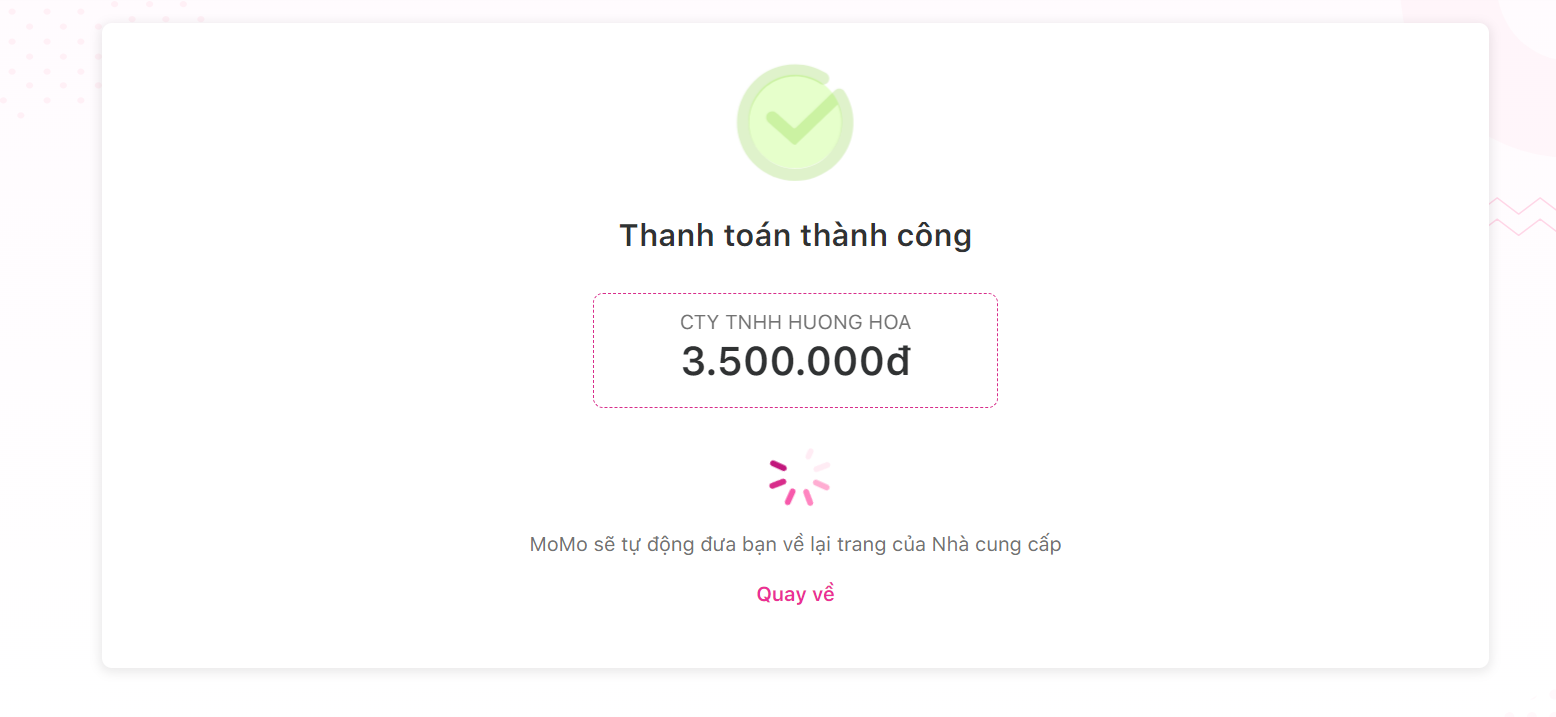 Thanh toán thành công
CTY TNHH HUONG HOA
3.500.000đ
MoMo sẽ tự động đưa bạn về lại trang của Nhà cung cấp
Quay về